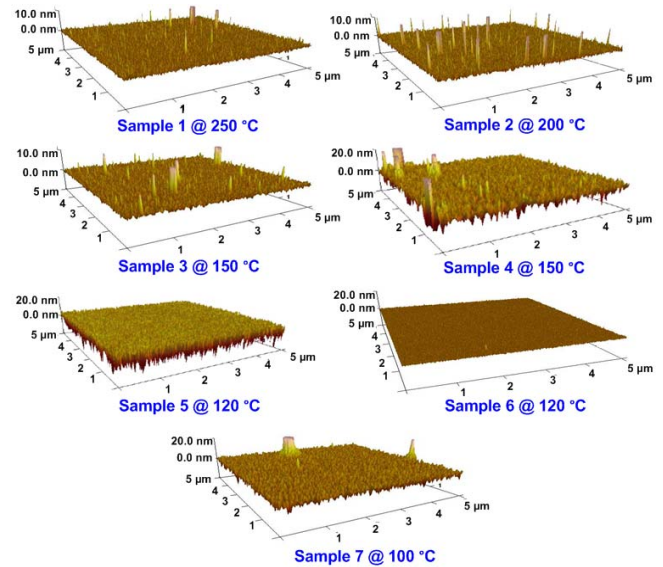 10.0 nm
0.0 nm
5 µm
4
3
2
1
1
2
3
4
5 µm
Sample 1 @ 250 °C
10.0 nm
0.0 nm
5 µm
4
3
2
1
1
2
3
4
5 µm
Sample 2 @ 200 °C
10.0 nm
0.0 nm
5 µm
4
3
2
1
1
2
3
4
5 µm
Sample 3 @ 150 °C
20.0 nm
0.0 nm
5 µm
4
3
2
1
1
2
3
4
5 µm
Sample 4 @ 150 °C
20.0 nm
0.0 nm
5 µm
4
3
2
1
1
2
3
4
5 µm
Sample 5 @ 120 °C
20.0 nm
0.0 nm
5 µm
4
3
2
1
1
2
3
4
5 µm
Sample 6 @ 120 °C
20.0 nm
0.0 nm
5 µm
4
3
2
1
1
2
3
4
5 µm
Sample 7 @ 100 °C